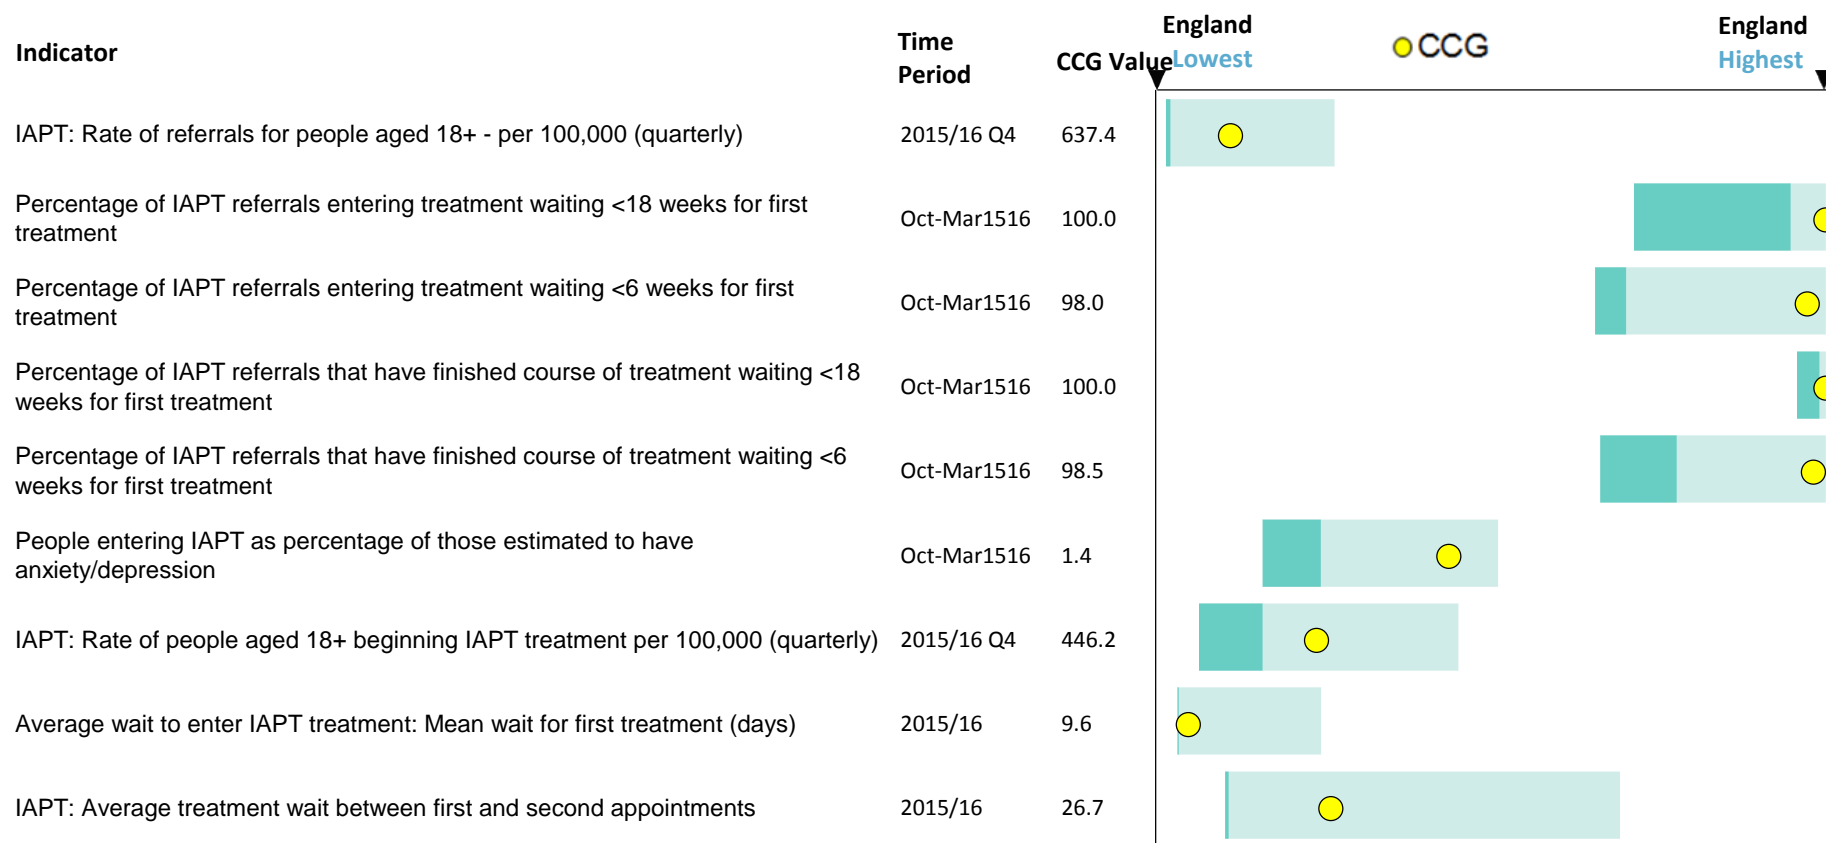 Indicator
Time
Period
CCG Value
England
Lowest
CCG
England
Highest
IAPT: Rate of referrals for people aged 18+ - per 100,000 (quarterly) 2015/16 Q4 637.4
Percentage of IAPT referrals entering treatment waiting <18 weeks for first
treatment
Oct-Mar1516 100.0
Percentage of IAPT referrals entering treatment waiting <6 weeks for first
treatment
Oct-Mar1516 98.0
Percentage of IAPT referrals that have finished course of treatment waiting <18
weeks for first treatment
Oct-Mar1516 100.0
Percentage of IAPT referrals that have finished course of treatment waiting <6
weeks for first treatment
Oct-Mar1516 98.5
People entering IAPT as percentage of those estimated to have
anxiety/depression
Oct-Mar1516 1.4
IAPT: Rate of people aged 18+ beginning IAPT treatment per 100,000 (quarterly) 2015/16 Q4 446.2
Average wait to enter IAPT treatment: Mean wait for first treatment (days) 2015/16 9.6
IAPT: Average treatment wait between first and second appointments 2015/16 26.7